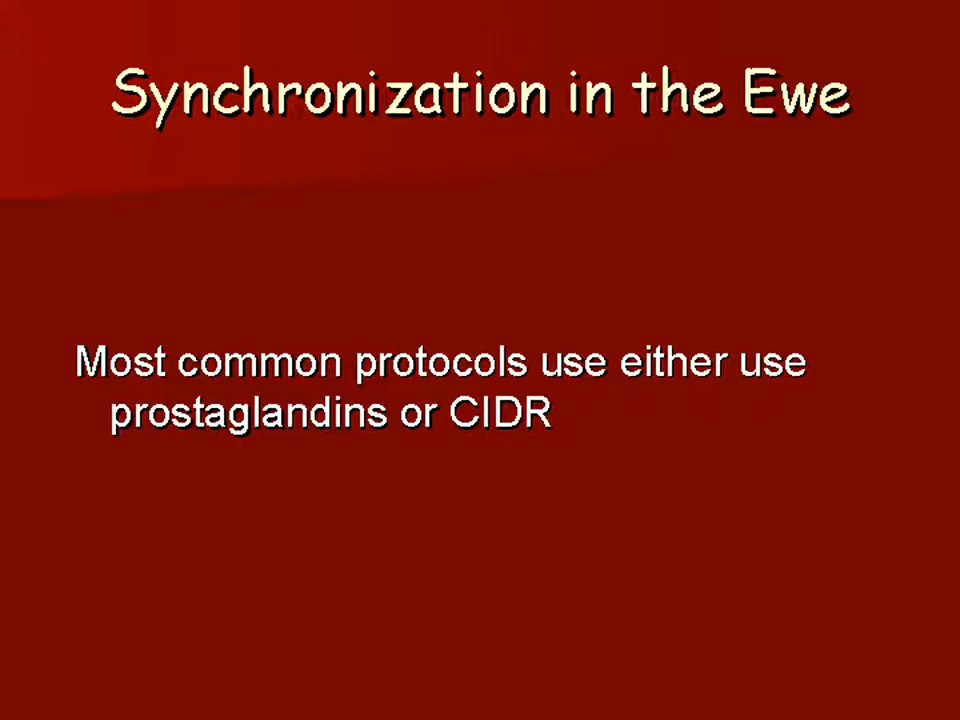 Synchronization in the Ewe
Most common protocols use either use
prostaglandins or CIDR